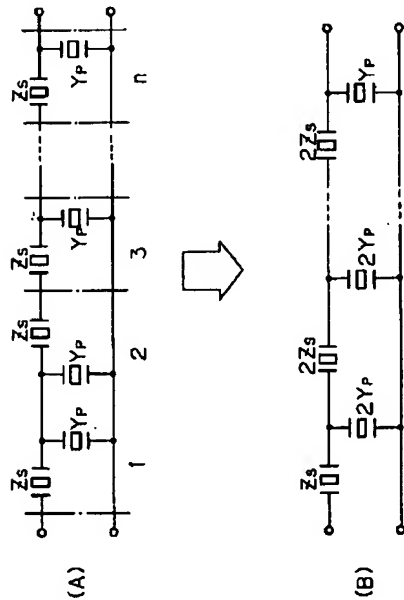 Zs Zs Zs Zs
YP YP YP YP
(A)
1 2 3 n
Zs 2Zs 2Zs
2YP 2YP YP
(B)